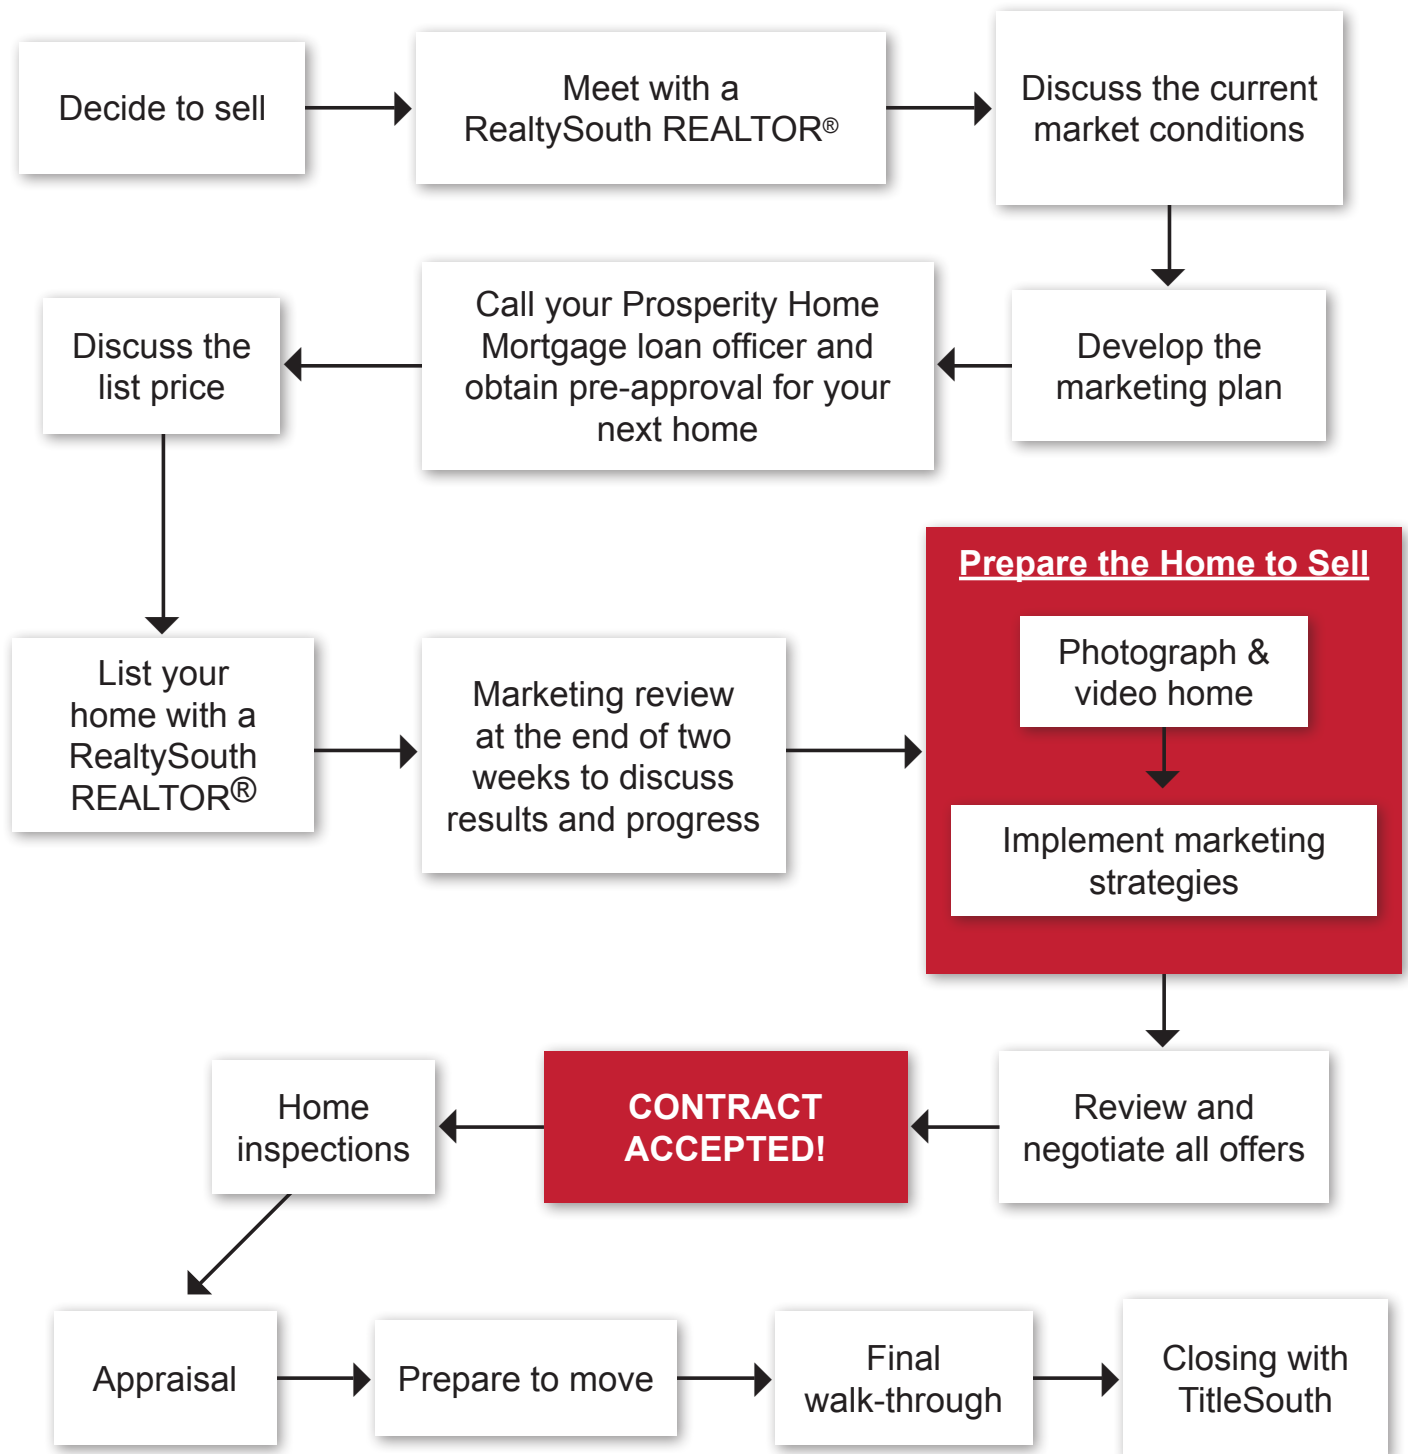 Decide to sell
Meet with a
RealtySouth REALTOR®
Discuss the current
market conditions
Develop the
marketing plan
Call your Prosperity Home
Mortgage loan officer and
obtain pre-approval for your
next home
Discuss the
list price
List your
home with a
RealtySouth
REALTOR®
Marketing review
at the end of two
weeks to discuss
results and progress
Prepare the Home to Sell
Photograph &
video home
Implement marketing
strategies
Review and
negotiate all offers
CONTRACT
ACCEPTED!
Home
inspections
Appraisal
Prepare to move
Final
walk-through
Closing with
TitleSouth